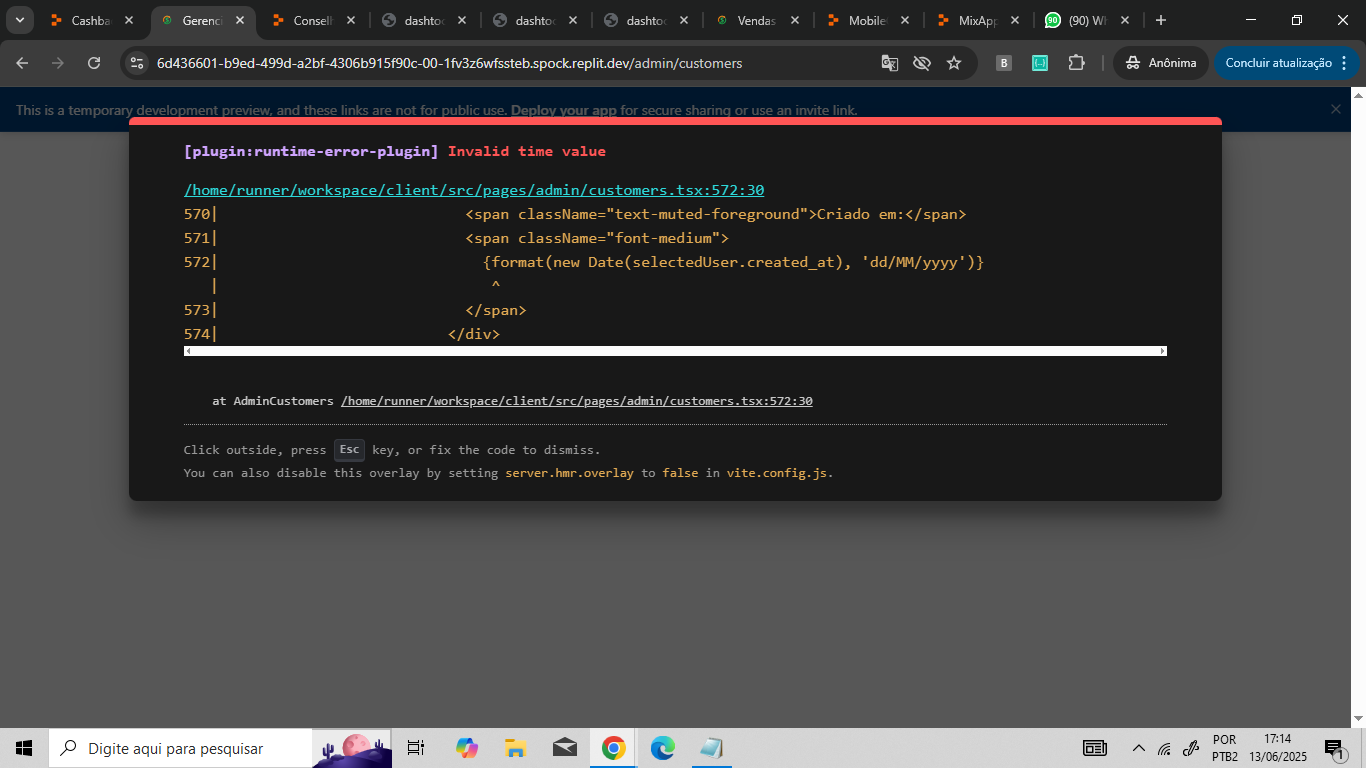 Cashba
Gerenci
Consell
dashtoc
dashtoc
dashtoc
Vendas
Mobile
MixApp
(90) Wh
6d436601-b9ed-499d-a2bf-4306b915f90c-00-1fv3z6wfssteb.spock.replit.dev/admin/customers
B
{...}
Anônima
Concluir atualização
This is a temporary development preview, and these links are not for public use. Deploy your app for secure sharing or use an invite link.
[plugin:runtime-error-plugin] Invalid time value
/home/runner/workspace/client/src/pages/admin/customers.tsx:572:30
570| <span className="text-muted-foreground">Criado em:</span>
571| <span className="font-medium">
572| {format(new Date(selectedUser.created_at), 'dd/MM/yyyy')}
| ^
573| </span>
574| </div>
at AdminCustomers /home/runner/workspace/client/src/pages/admin/customers.tsx:572:30
Click outside, press Esc key, or fix the code to dismiss.
You can also disable this overlay by setting server.hmr.overlay to false in vite.config.js.
Digite aqui para pesquisar
POR
PTB2
17:14
13/06/2025
1